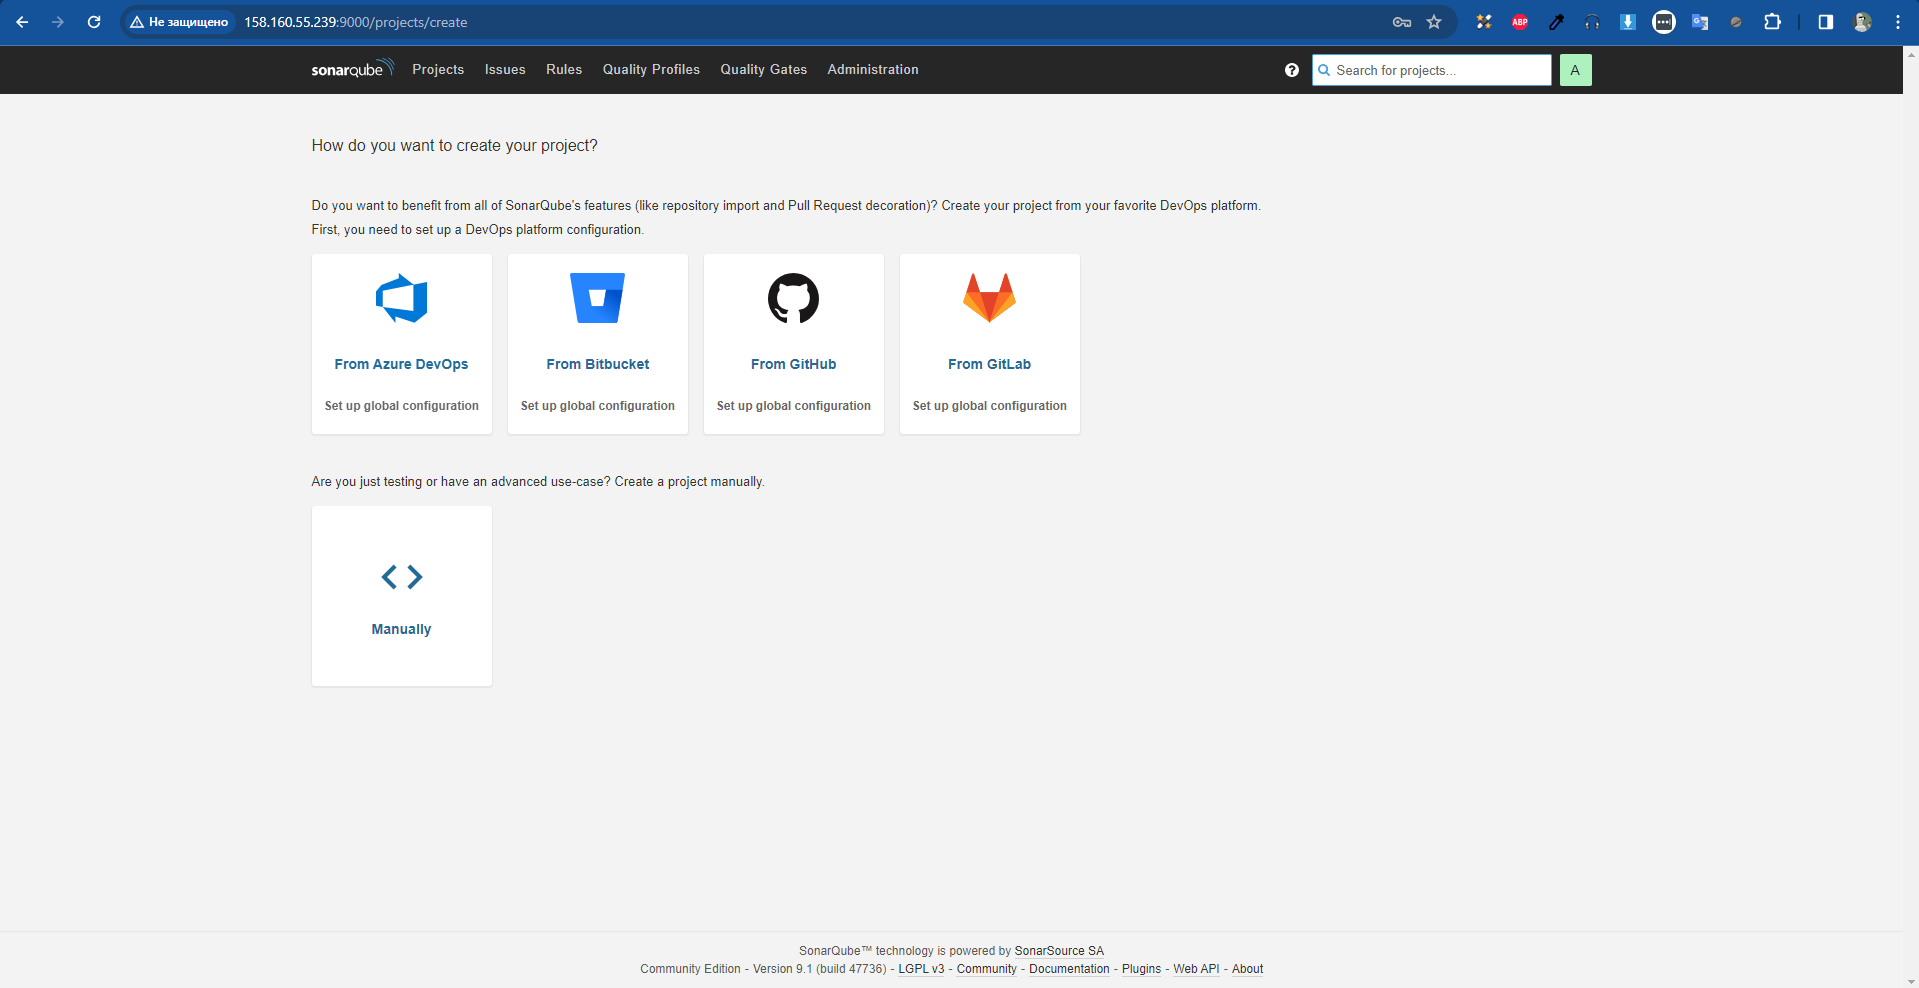 Не защищено 158.160.55.239:9000/projects/create ABP
sonarqube Projects Issues Rules Quality Profiles Quality Gates Administration ? Search for projects... A
How do you want to create your project?
Do you want to benefit from all of SonarQube's features (like repository import and Pull Request decoration)? Create your project from your favorite DevOps platform.
First, you need to set up a DevOps platform configuration.
From Azure DevOps From Bitbucket From GitHub From GitLab
Set up global configuration Set up global configuration Set up global configuration Set up global configuration
Are you just testing or have an advanced use-case? Create a project manually.
Manually
SonarQube™ technology is powered by SonarSource SA
Community Edition - Version 9.1 (build 47736) - LGPL v3 - Community - Documentation - Plugins - Web API - About